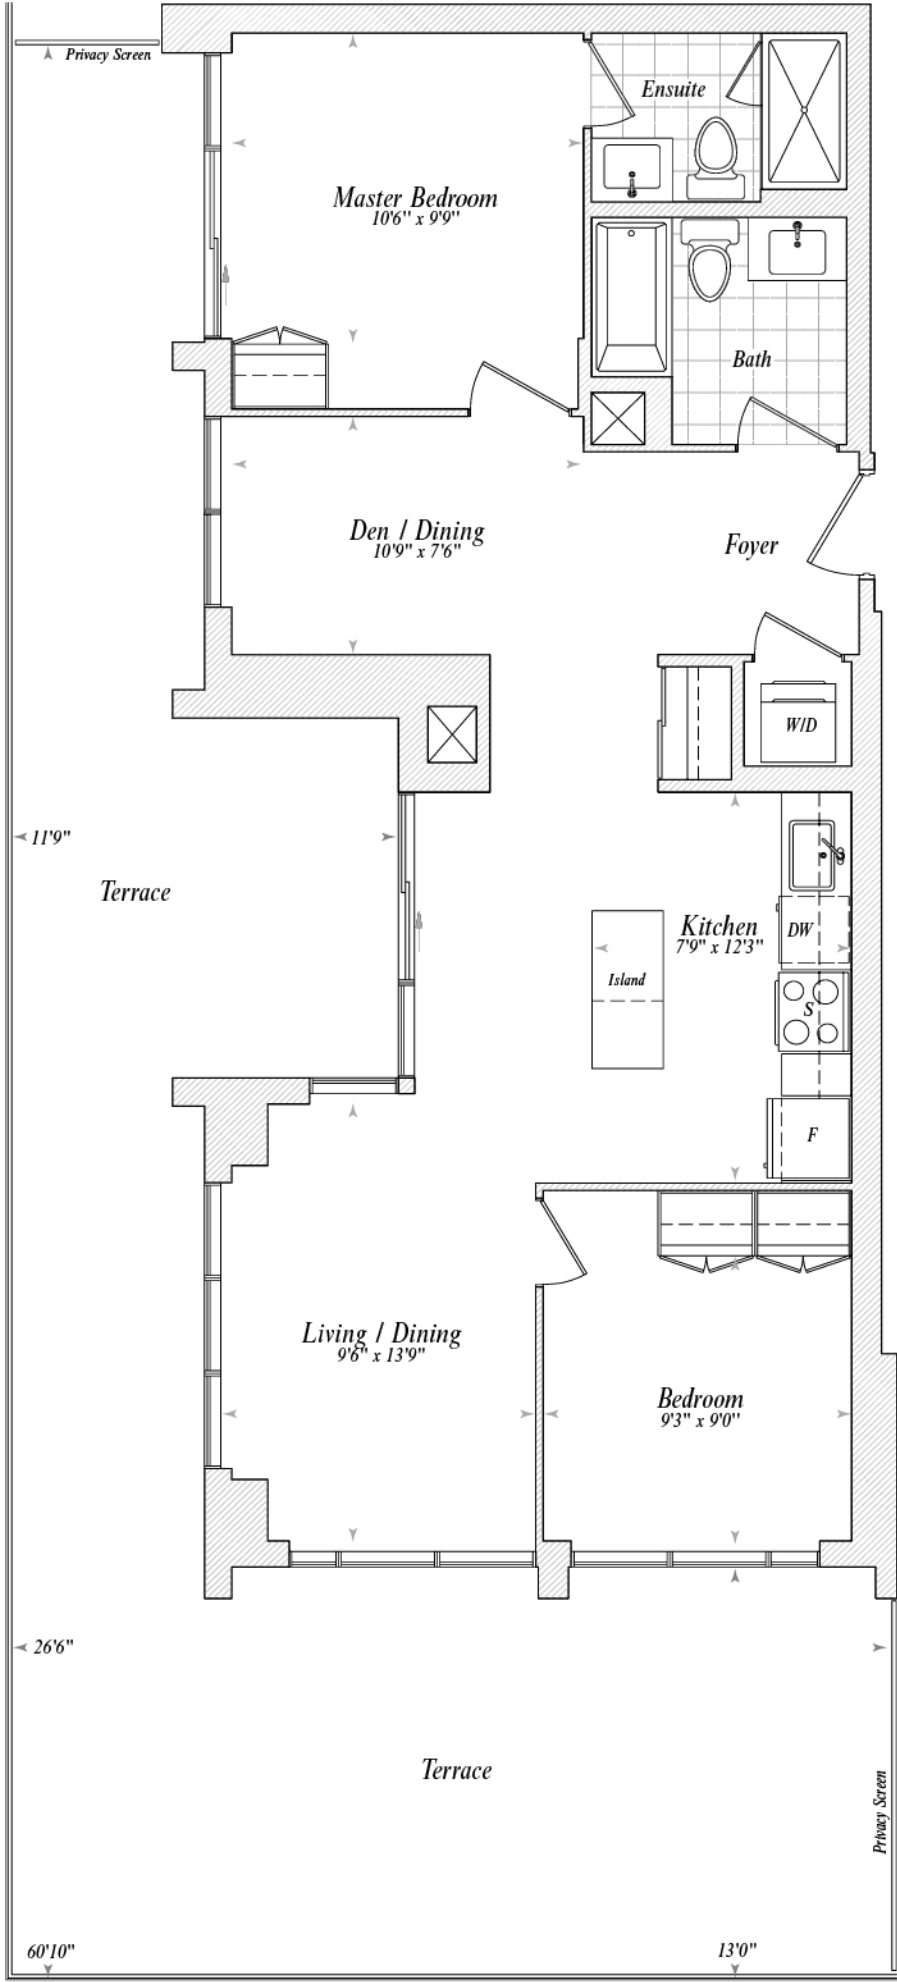 Privacy Screen
Ensuite
Master Bedroom
10'6" x 9'9"
Bath
Den / Dining
10'9" x 7'6"
Foyer
W/D
11'9"
Terrace
Kitchen
7'9" x 12'3"
DW
Island
S
F
Living / Dining
9'6" x 13'9"
Bedroom
9'3" x 9'0"
26'6"
Terrace
Privacy Screen
60'10"
13'0"